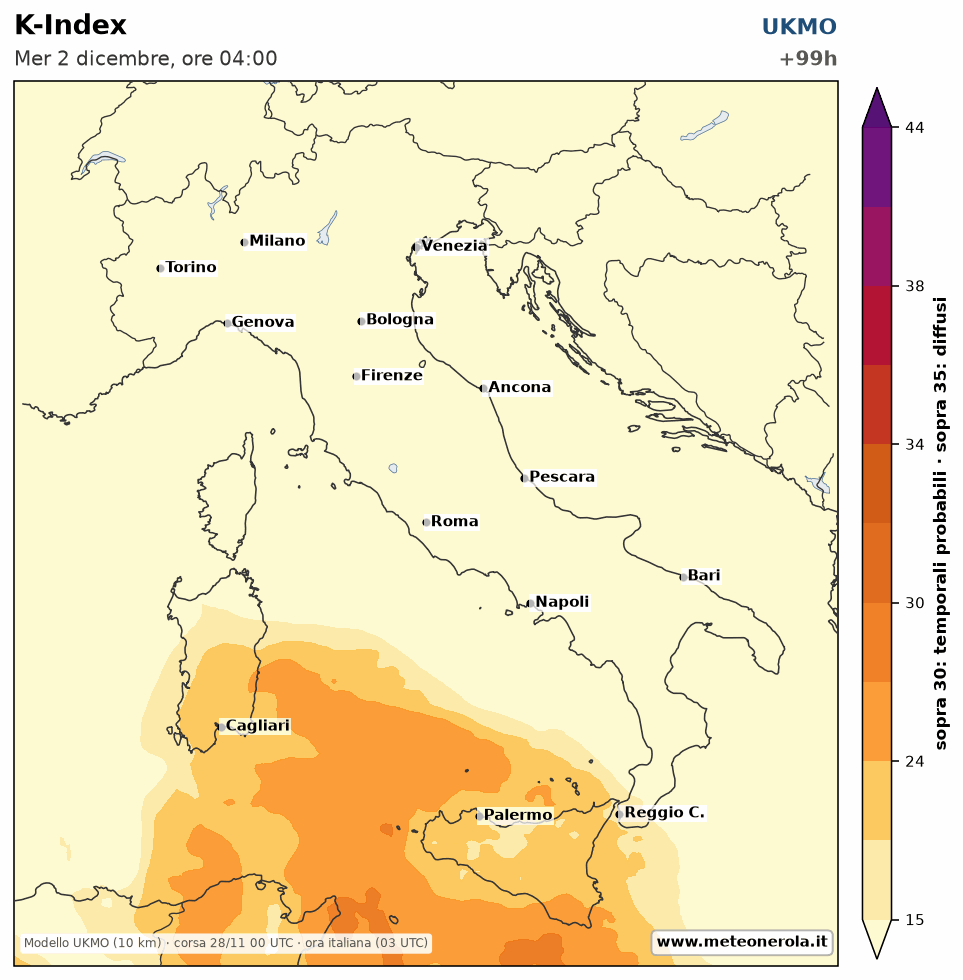 K-Index
UKMO
Mer 2 dicembre, ore 04:00
+99h
44
Milano
Venezia
Torino
38
Genova
Bologna
Firenze
Ancona
34
Pescara
Roma
Bari
30
Napoli
Cagliari
24
Palermo
Reggio C.
15
sopra 30: temporali probabili · sopra 35: diffusi
Modello UKMO (10 km) · corsa 28/11 00 UTC · ora italiana (03 UTC)
www.meteonerola.it